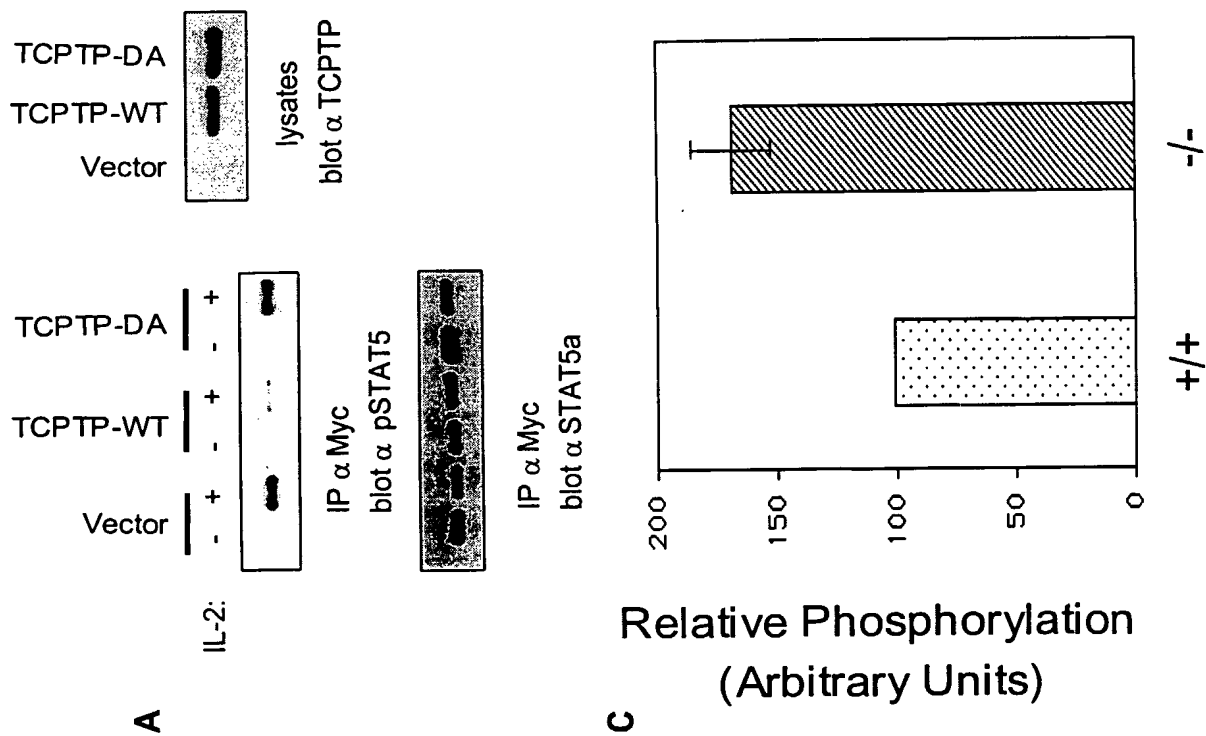 A
Vector TCPTP-WT TCPTP-DA
IL-2: - + - + - +
IP α Myc
blot α pSTAT5
IP α Myc
blot α STAT5a
Vector TCPTP-WT TCPTP-DA
lysates
blot α TCPTP
C
Relative Phosphorylation
(Arbitrary Units)
200
150
100
50
0
+/+ -/-